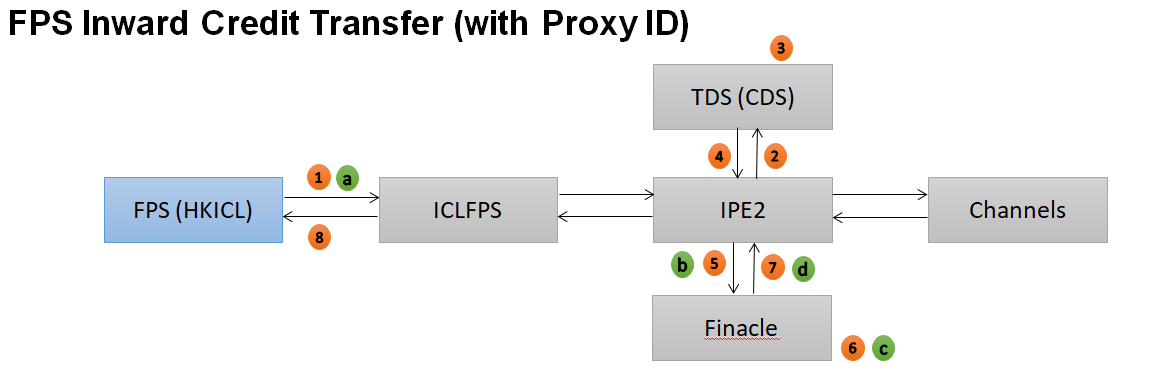 FPS Inward Credit Transfer (with Proxy ID)
3
TDS (CDS)
4 2
1 a
FPS (HKICL) ICLFPS IPE2 Channels
8
b 5 7 d
Finacle
6 c